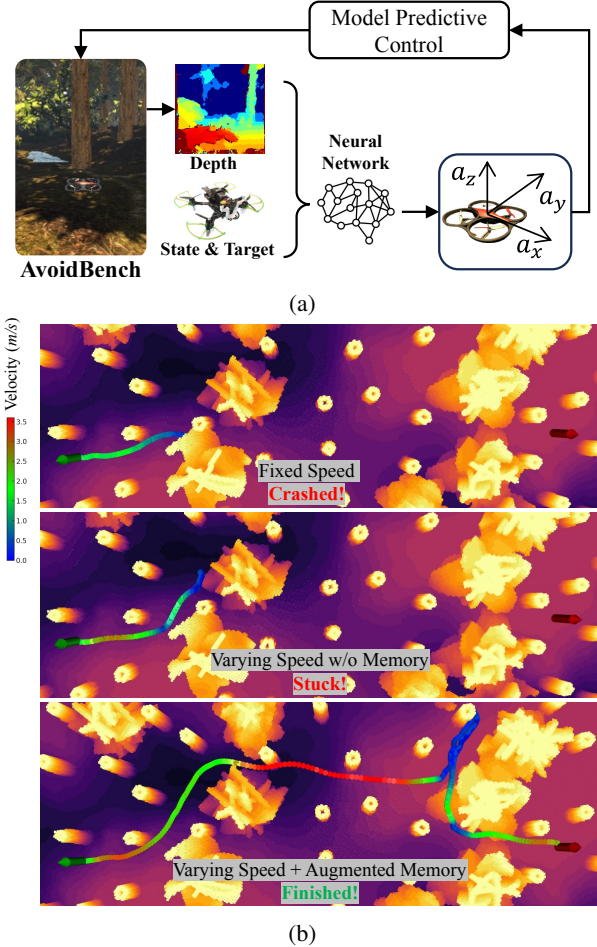 Model Predictive
Control
Depth
State & Target
Neural
Network
a_z
a_y
a_x
AvoidBench
(a)
Velocity (m/s)
3.5
3.0
2.5
2.0
1.5
1.0
0.5
0.0
Fixed Speed
Crashed!
Varying Speed w/o Memory
Stuck!
Varying Speed + Augmented Memory
Finished!
(b)